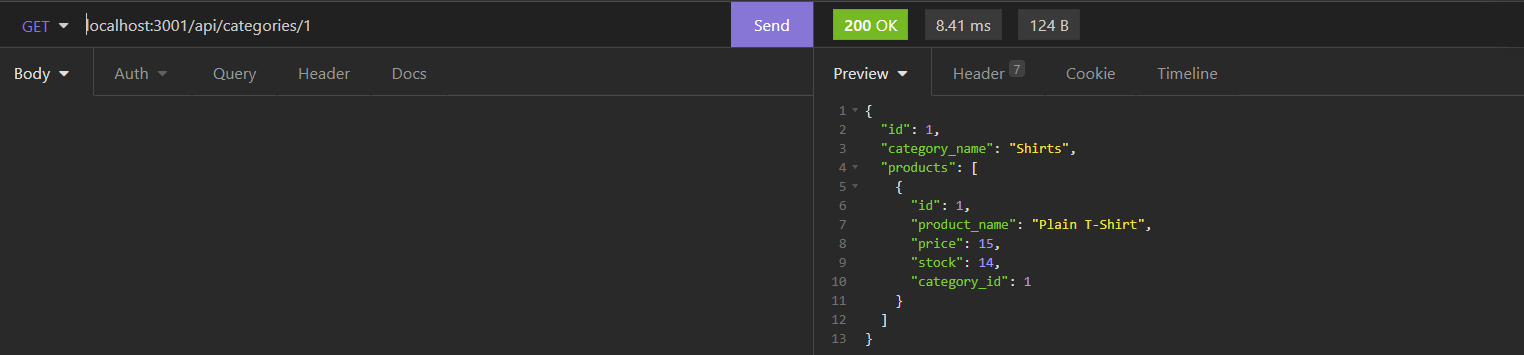 GET localhost:3001/api/categories/1 Send 200 OK 8.41 ms 124 B
Body Auth Query Header Docs Preview Header 7 Cookie Timeline
1 {
2 "id": 1,
3 "category_name": "Shirts",
4 "products": [
5 {
6 "id": 1,
7 "product_name": "Plain T-Shirt",
8 "price": 15,
9 "stock": 14,
10 "category_id": 1
11 }
12 ]
13 }